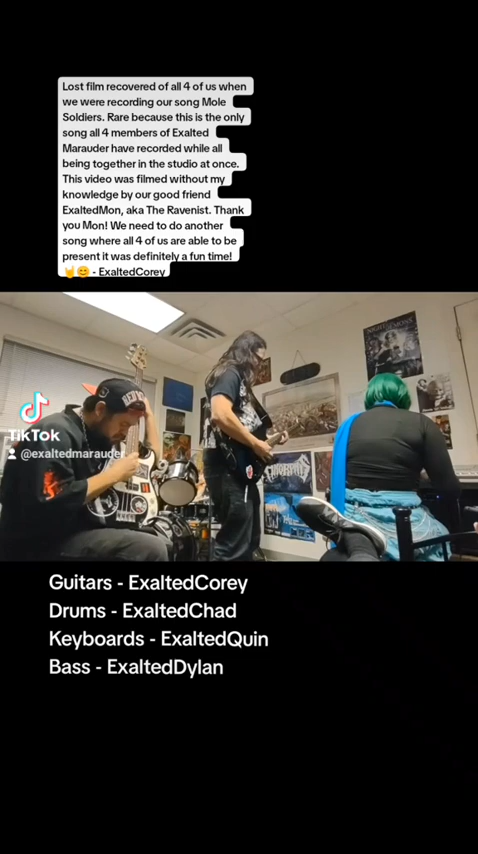 Lost film recovered of all 4 of us when
we were recording our song Mole
Soldiers. Rare because this is the only
song all 4 members of Exalted
Marauder have recorded while all
being together in the studio at once.
This video was filmed without my
knowledge by our good friend
ExaltedMon, aka The Ravenist. Thank
you Mon! We need to do another
song where all 4 of us are able to be
present it was definitely a fun time!
🤘😊 - ExaltedCorey
TikTok
@exaltedmarauder
Guitars - ExaltedCorey
Drums - ExaltedChad
Keyboards - ExaltedQuin
Bass - ExaltedDylan